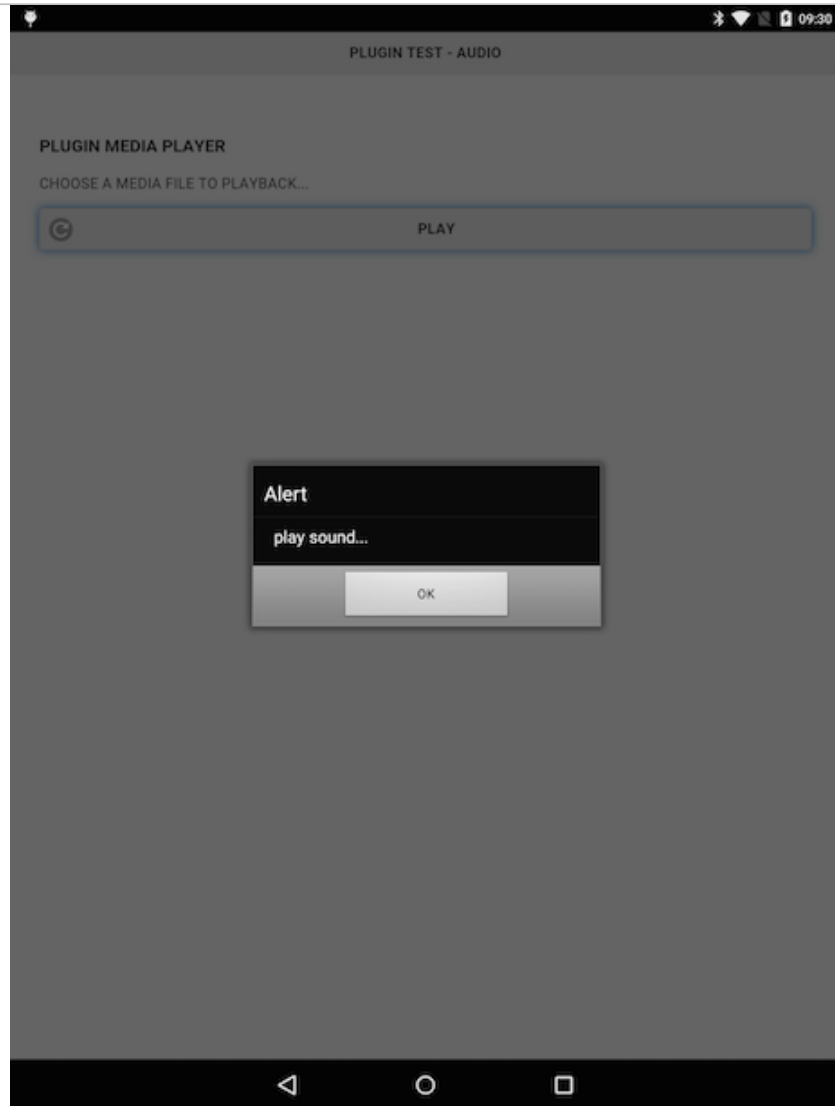 09:30
PLUGIN TEST - AUDIO
PLUGIN MEDIA PLAYER
CHOOSE A MEDIA FILE TO PLAYBACK...
PLAY
Alert
play sound...
OK